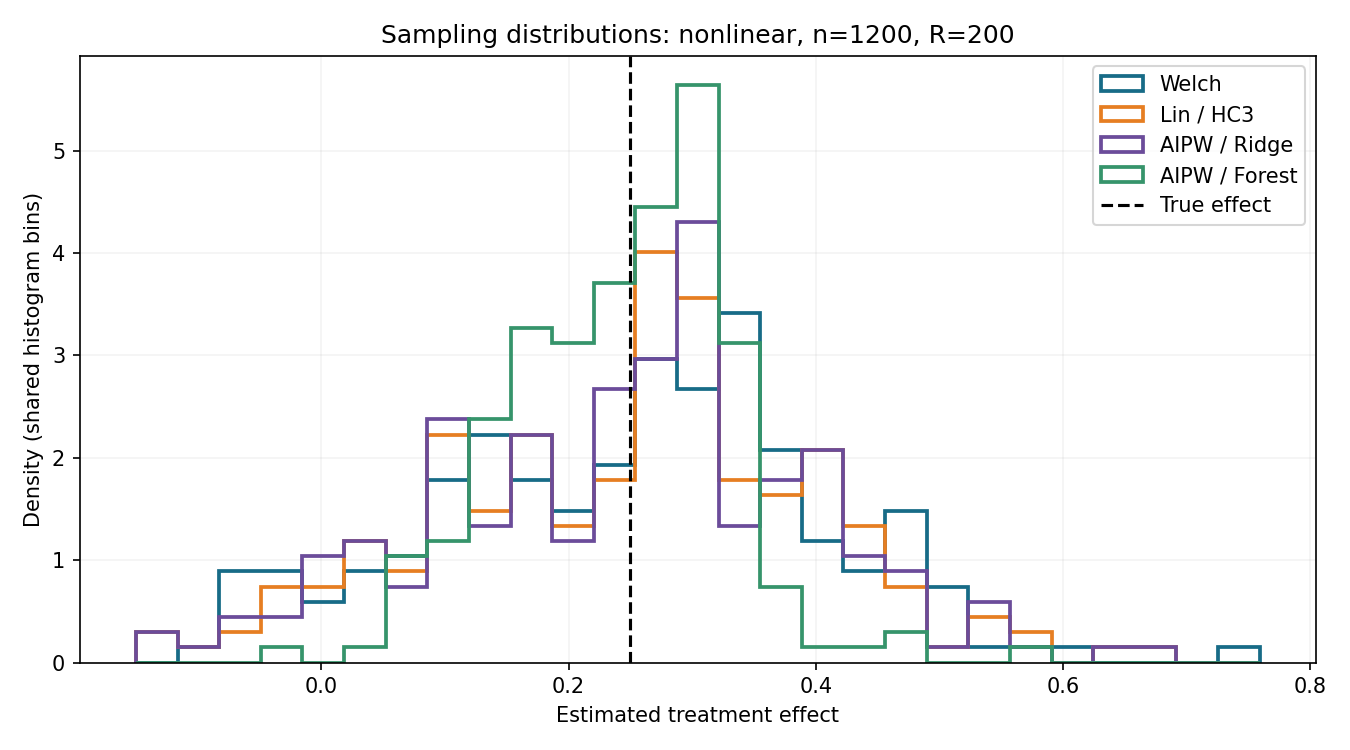 Sampling distributions: nonlinear, n=1200, R=200
Welch
Lin / HC3
AIPW / Ridge
AIPW / Forest
True effect
Density (shared histogram bins)
5
4
3
2
1
0
0.0 0.2 0.4 0.6 0.8
Estimated treatment effect